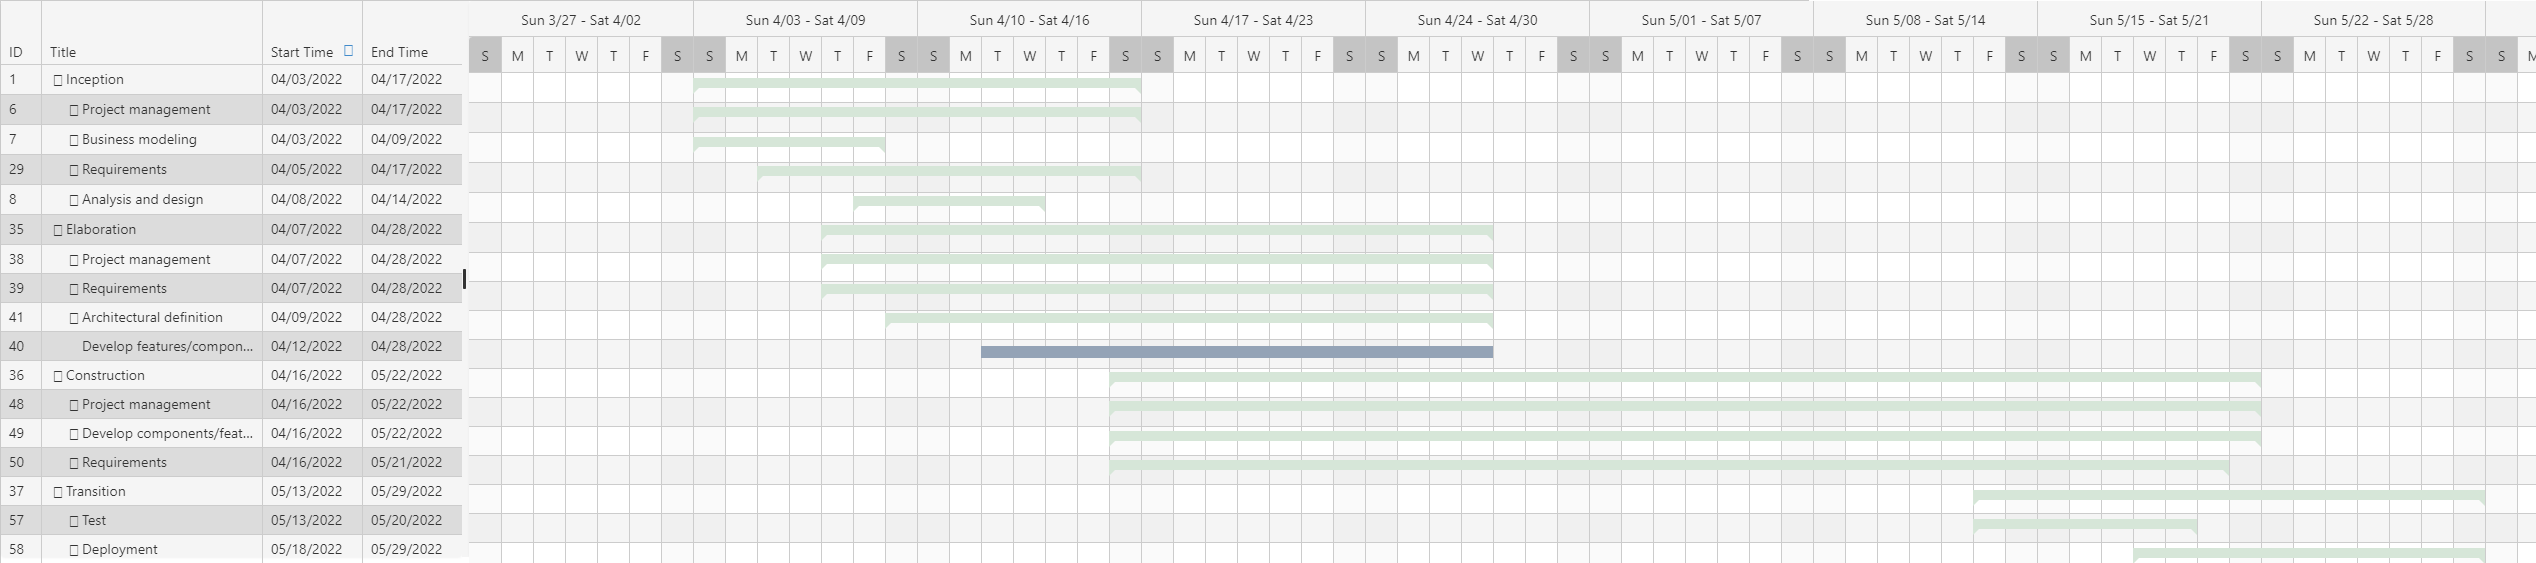 Sun 3/27 - Sat 4/02 Sun 4/03 - Sat 4/09 Sun 4/10 - Sat 4/16 Sun 4/17 - Sat 4/23 Sun 4/24 - Sat 4/30 Sun 5/01 - Sat 5/07 Sun 5/08 - Sat 5/14 Sun 5/15 - Sat 5/21 Sun 5/22 - Sat 5/28
ID Title Start Time End Time S M T W T F S S M T W T F S S M T W T F S S M T W T F S S M T W T F S S M T W T F S S M T W T F S S M T W T F S S M T W T F S S M
1 Inception 04/03/2022 04/17/2022
6 Project management 04/03/2022 04/17/2022
7 Business modeling 04/03/2022 04/09/2022
29 Requirements 04/05/2022 04/17/2022
8 Analysis and design 04/08/2022 04/14/2022
35 Elaboration 04/07/2022 04/28/2022
38 Project management 04/07/2022 04/28/2022
39 Requirements 04/07/2022 04/28/2022
41 Architectural definition 04/09/2022 04/28/2022
40 Develop features/compon... 04/12/2022 04/28/2022
36 Construction 04/16/2022 05/22/2022
48 Project management 04/16/2022 05/22/2022
49 Develop components/feat... 04/16/2022 05/22/2022
50 Requirements 04/16/2022 05/21/2022
37 Transition 05/13/2022 05/29/2022
57 Test 05/13/2022 05/20/2022
58 Deployment 05/18/2022 05/29/2022